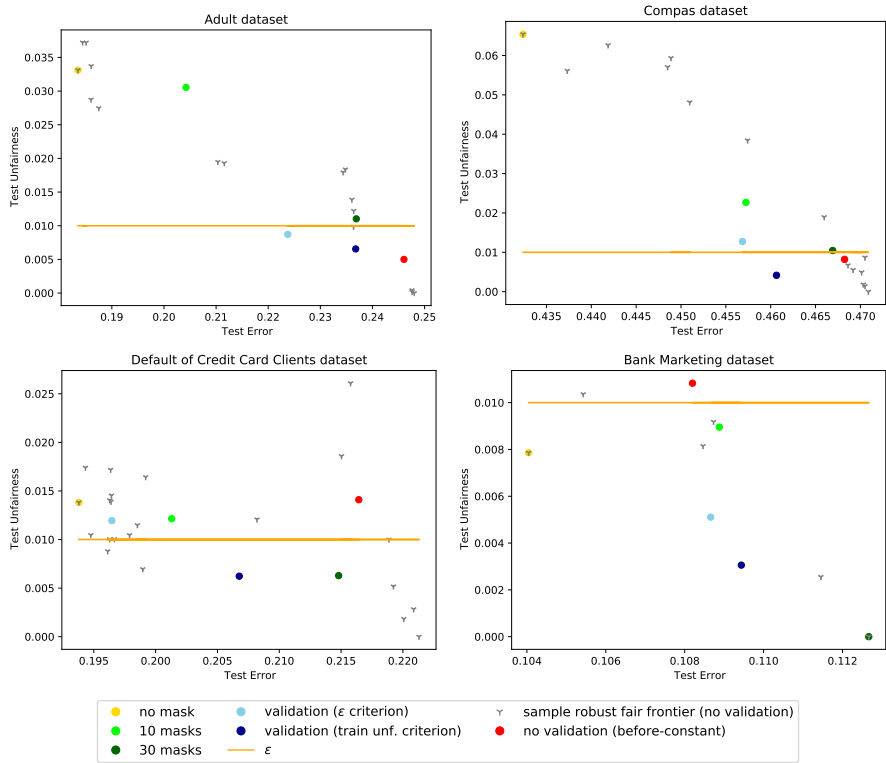 Adult dataset
Test Unfairness
0.035
0.030
0.025
0.020
0.015
0.010
0.005
0.000
0.19 0.20 0.21 0.22 0.23 0.24 0.25
Test Error
Compas dataset
Test Unfairness
0.06
0.05
0.04
0.03
0.02
0.01
0.00
0.435 0.440 0.445 0.450 0.455 0.460 0.465 0.470
Test Error
Default of Credit Card Clients dataset
Test Unfairness
0.025
0.020
0.015
0.010
0.005
0.000
0.195 0.200 0.205 0.210 0.215 0.220
Test Error
Bank Marketing dataset
Test Unfairness
0.010
0.008
0.006
0.004
0.002
0.000
0.104 0.106 0.108 0.110 0.112
Test Error
no mask
10 masks
30 masks
validation (ε criterion)
validation (train unf. criterion)
ε
sample robust fair frontier (no validation)
no validation (before-constant)